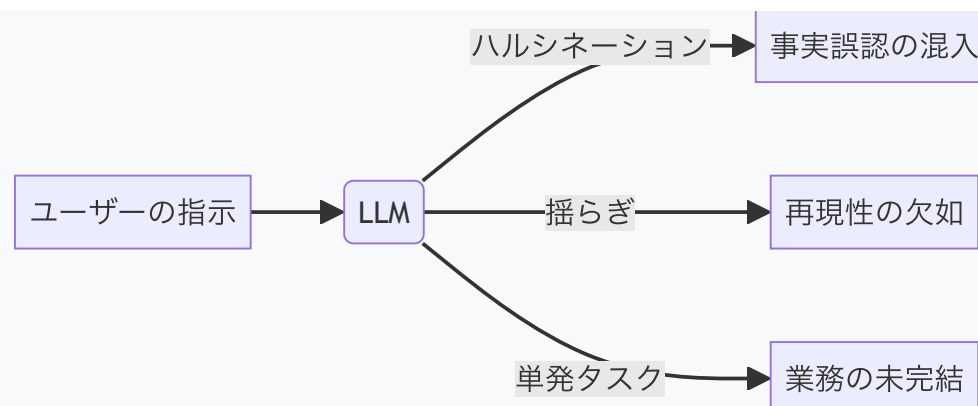 ハルシネーション
事実誤認の混入
ユーザーの指示
LLM
揺らぎ
再現性の欠如
単発タスク
業務の未完結